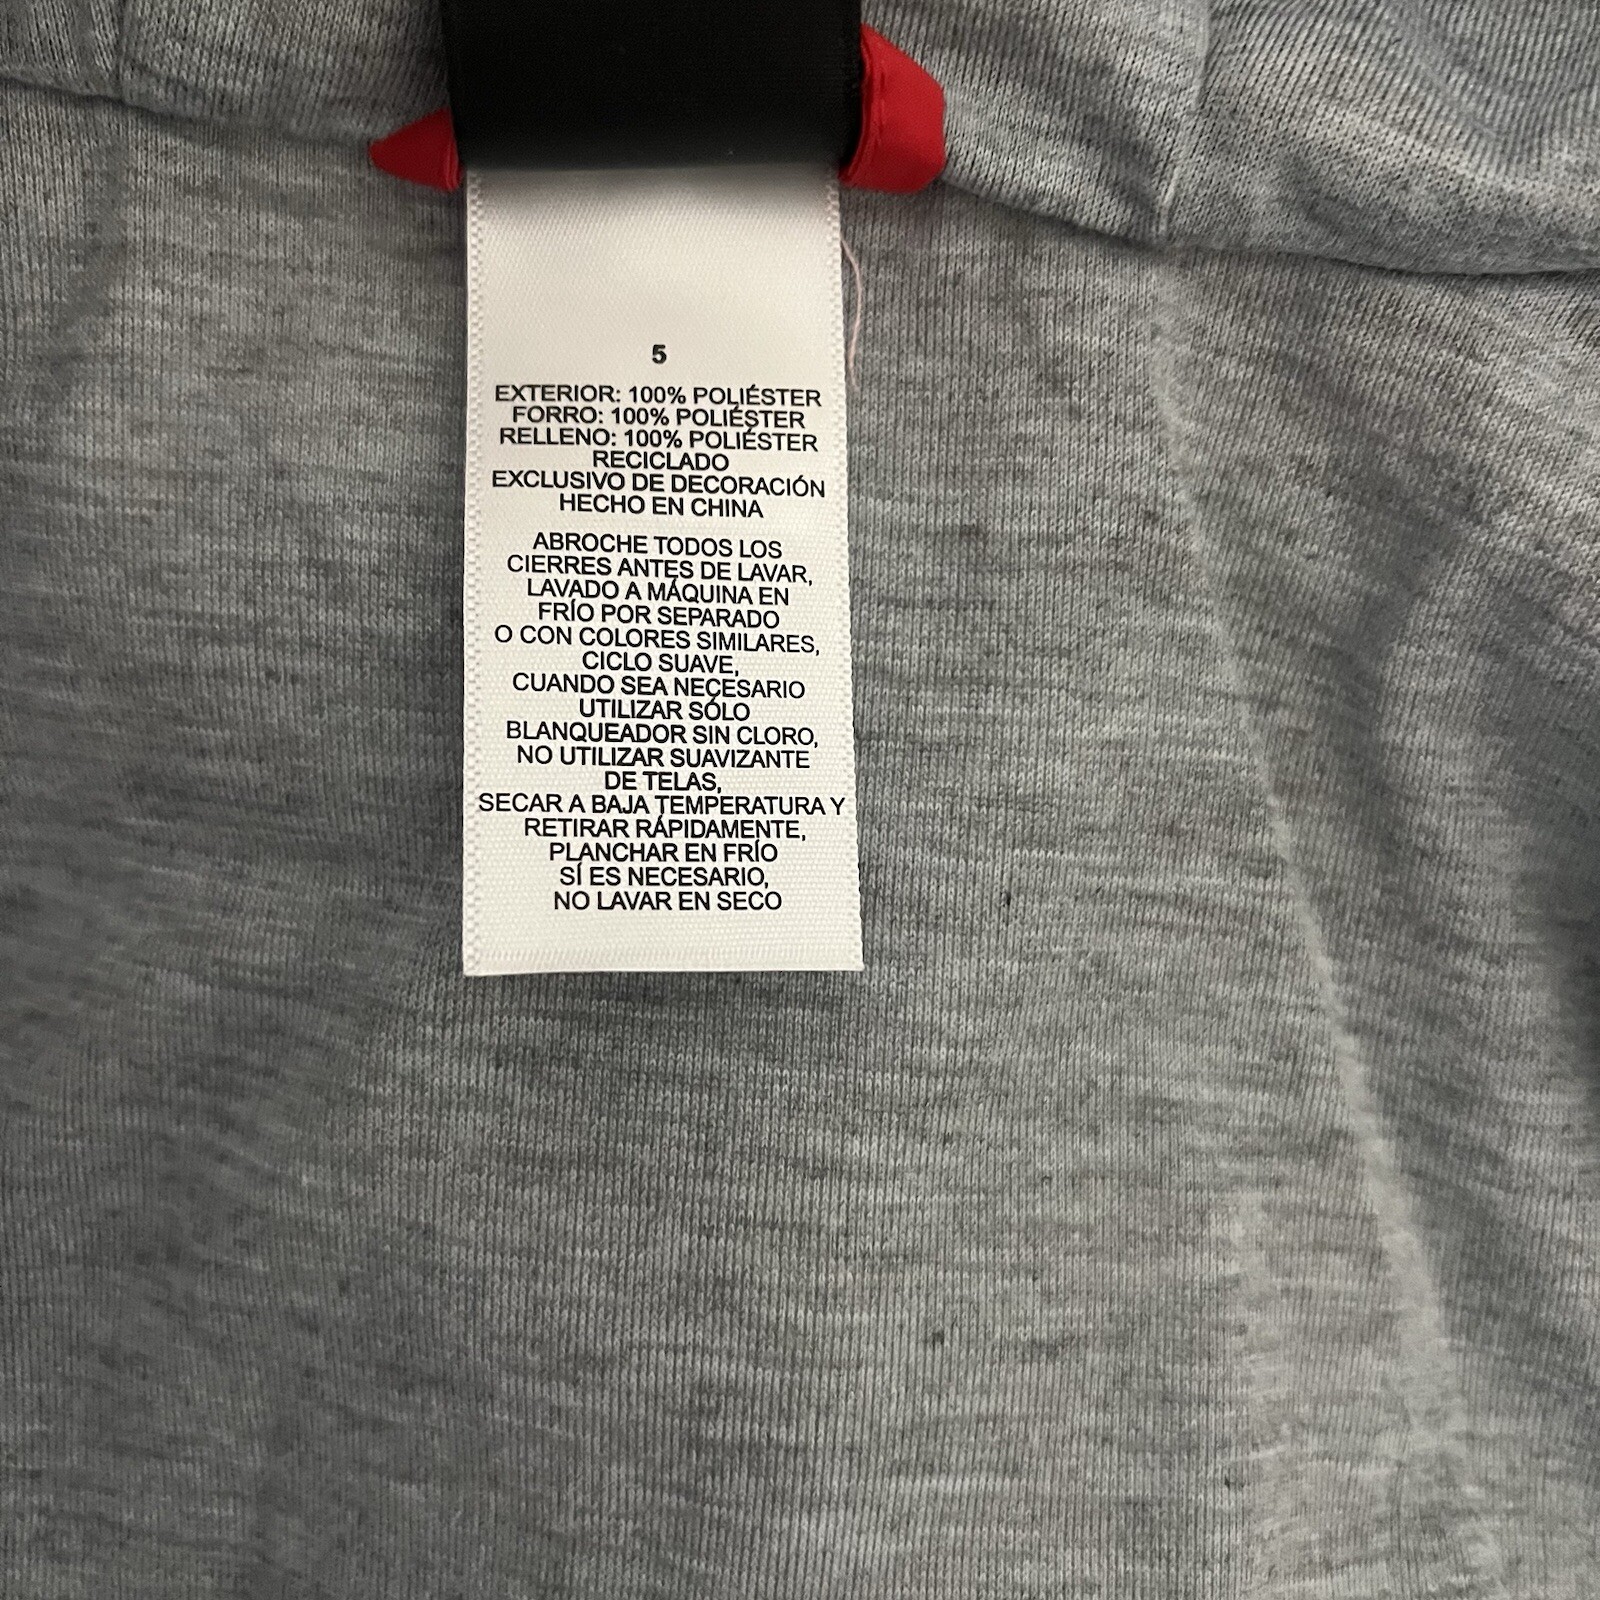 5
EXTERIOR: 100% POLIÉSTER
FORRO: 100% POLIÉSTER
RELLENO: 100% POLIÉSTER
RECICLADO
EXCLUSIVO DE DECORACIÓN
HECHO EN CHINA
ABROCHE TODOS LOS
CIERRES ANTES DE LAVAR,
LAVADO A MÁQUINA EN
FRÍO POR SEPARADO
O CON COLORES SIMILARES,
CICLO SUAVE,
CUANDO SEA NECESARIO
UTILIZAR SÓLO
BLANQUEADOR SIN CLORO,
NO UTILIZAR SUAVIZANTE
DE TELAS,
SECAR A BAJA TEMPERATURA Y
RETIRAR RÁPIDAMENTE,
PLANCHAR EN FRÍO
SÍ ES NECESARIO,
NO LAVAR EN SECO